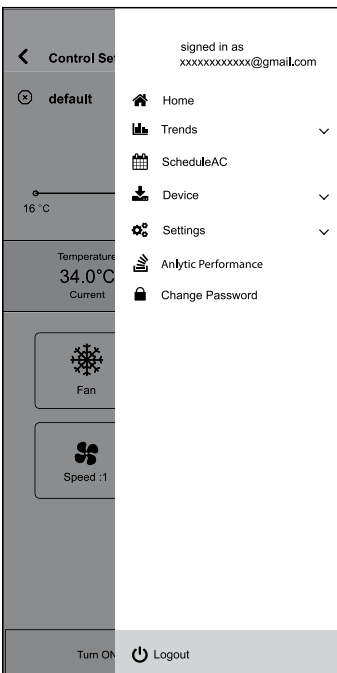 Control Se
signed in as
xxxxxxxxxxxx@gmail.com
default
Home
Trends
ScheduleAC
Device
Settings
Anlytic Performance
Change Password
16 °C
Temperature
34.0°C
Current
Fan
Speed :1
Turn ON
Logout